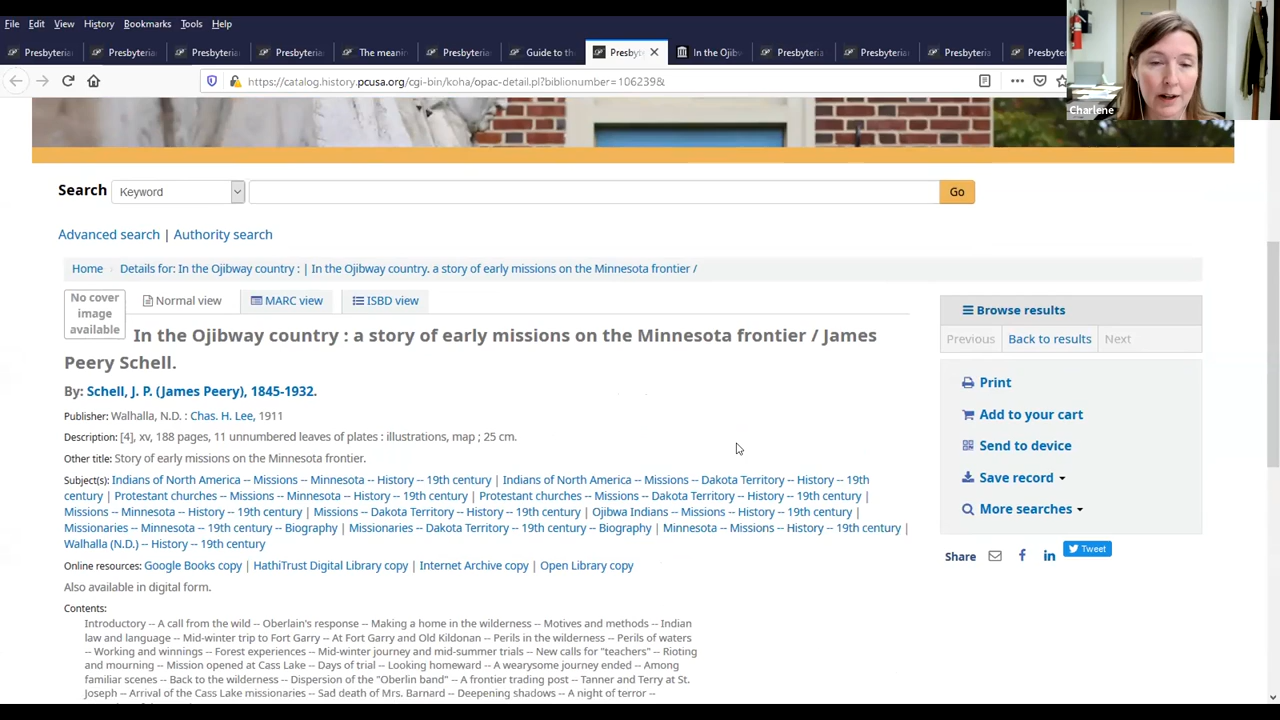 File Edit View History Bookmarks Tools Help
Presbyteria Presbyteria Presbyteria Presbyteria The meanin Presbyteria Guide to th Presbyt In the Ojibw Presbyteria Presbyteria Presbyteria Presbyt
https://catalog.history.pcusa.org/cgi-bin/koha/opac-detail.pl?biblionumber=106239&
Charlene
Search Keyword Go
Advanced search | Authority search
Home / Details for: In the Ojibway country : | In the Ojibway country. a story of early missions on the Minnesota frontier /
No cover image available
Normal view MARC view ISBD view
In the Ojibway country : a story of early missions on the Minnesota frontier / James
Peery Schell.
By: Schell, J. P. (James Peery), 1845-1932.
Publisher: Walhalla, N.D. : Chas. H. Lee, 1911
Description: [4], xv, 188 pages, 11 unnumbered leaves of plates : illustrations, map ; 25 cm.
Other title: Story of early missions on the Minnesota frontier.
Subject(s): Indians of North America -- Missions -- Minnesota -- History -- 19th century | Indians of North America -- Missions -- Dakota Territory -- History -- 19th
century | Protestant churches -- Missions -- Minnesota -- History -- 19th century | Protestant churches -- Missions -- Dakota Territory -- History -- 19th century |
Missions -- Minnesota -- History -- 19th century | Missions -- Dakota Territory -- History -- 19th century | Ojibwa Indians -- Missions -- History -- 19th century |
Missionaries -- Minnesota -- 19th century -- Biography | Missionaries -- Dakota Territory -- 19th century -- Biography | Minnesota -- Missions -- History -- 19th century |
Walhalla (N.D.) -- History -- 19th century
Online resources: Google Books copy | HathiTrust Digital Library copy | Internet Archive copy | Open Library copy
Also available in digital form.
Contents:
Introductory -- A call from the wild -- Oberlain's response -- Making a home in the wilderness -- Motives and methods -- Indian
law and language -- Mid-winter trip to Fort Garry -- At Fort Garry and Old Kildonan -- Perils in the wilderness -- Perils of waters
-- Working and winnings -- Forest experiences -- Mid-winter journey and mid-summer trials -- New calls for "teachers" -- Rioting
and mourning -- Mission opened at Cass Lake -- Days of trial -- Looking homeward -- A wearysome journey ended -- Among
familiar scenes -- Back to the wilderness -- Dispersion of the "Oberlin band" -- A frontier trading post -- Tanner and Terry at St.
Joseph -- Arrival of the Cass Lake missionaries -- Sad death of Mrs. Barnard -- Deepening shadows -- A night of terror --
Browse results
Previous Back to results Next
Print
Add to your cart
Send to device
Save record
More searches
Share Tweet